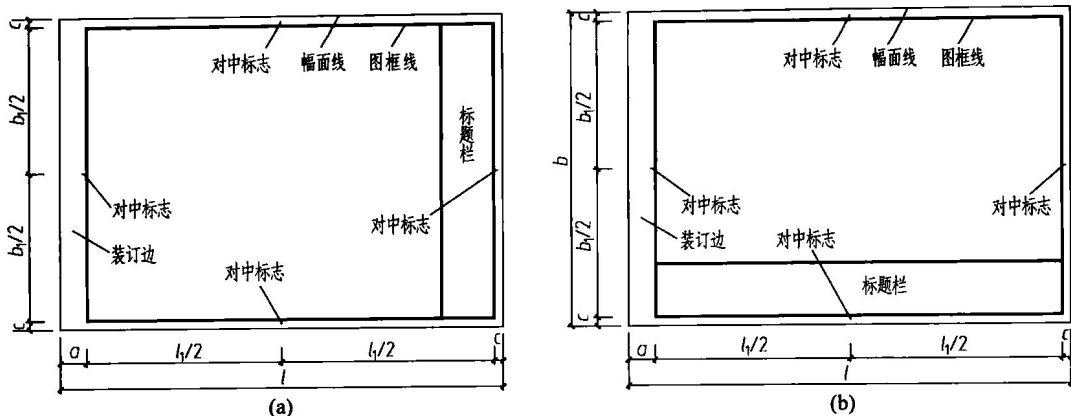 c
b₁/2
b₁/2
c
对中标志
幅面线
图框线
标题栏
对中标志
对中标志
装订边
对中标志
a
l₁/2
l₁/2
c
l
(a)
c
b
b₁/2
b₁/2
c
对中标志
幅面线
图框线
对中标志
对中标志
装订边
对中标志
标题栏
a
l₁/2
l₁/2
c
l
(b)